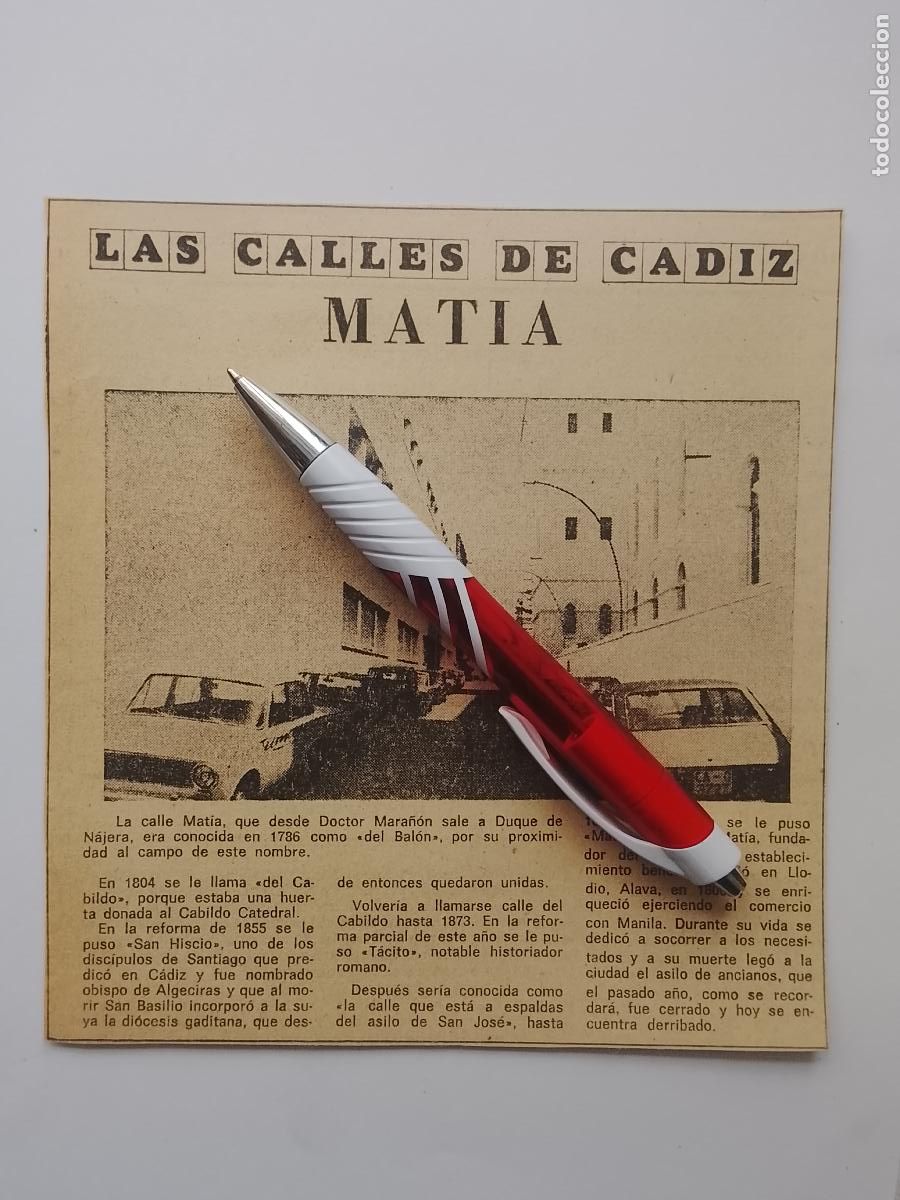 todocoleccion
LAS CALLES DE CADIZ
MATIA
La calle Matía, que desde Doctor Marañón sale a Duque de
Nájera, era conocida en 1786 como «del Balón», por su proximi-
dad al campo de este nombre.
En 1804 se le llama «del Ca-
bildo», porque estaba una huer-
ta donada al Cabildo Catedral.
En la reforma de 1855 se le
puso «San Hiscio», uno de los
discípulos de Santiago que pre-
dicó en Cádiz y fue nombrado
obispo de Algeciras y que al mo-
rir San Basilio incorporó a la su-
ya la diócesis gaditana, que des-
de entonces quedaron unidas.
Volvería a llamarse calle del
Cabildo hasta 1873. En la refor-
ma parcial de este año se le pu-
so «Tácito», notable historiador
romano.
Después sería conocida como
«la calle que está a espaldas
del asilo de San José», hasta
se le puso
atía, funda-
dor estableci-
miento en Llo-
dio, Alava, en se enri-
queció ejerciendo el comercio
con Manila. Durante su vida se
dedicó a socorrer a los necesi-
tados y a su muerte legó a la
ciudad el asilo de ancianos, que
el pasado año, como se recor-
dará, fue cerrado y hoy se en-
cuentra derribado.